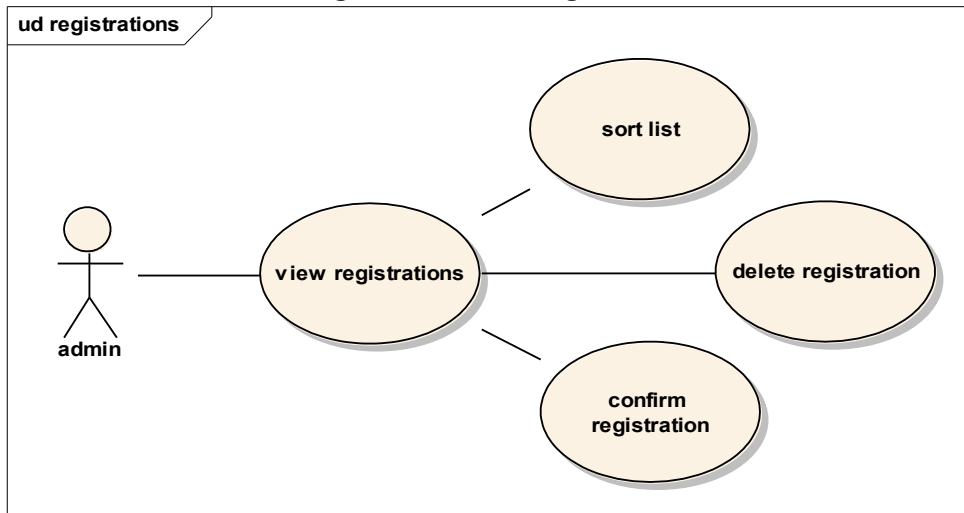 ud registrations
sort list
view registrations
delete registration
admin
confirm
registration